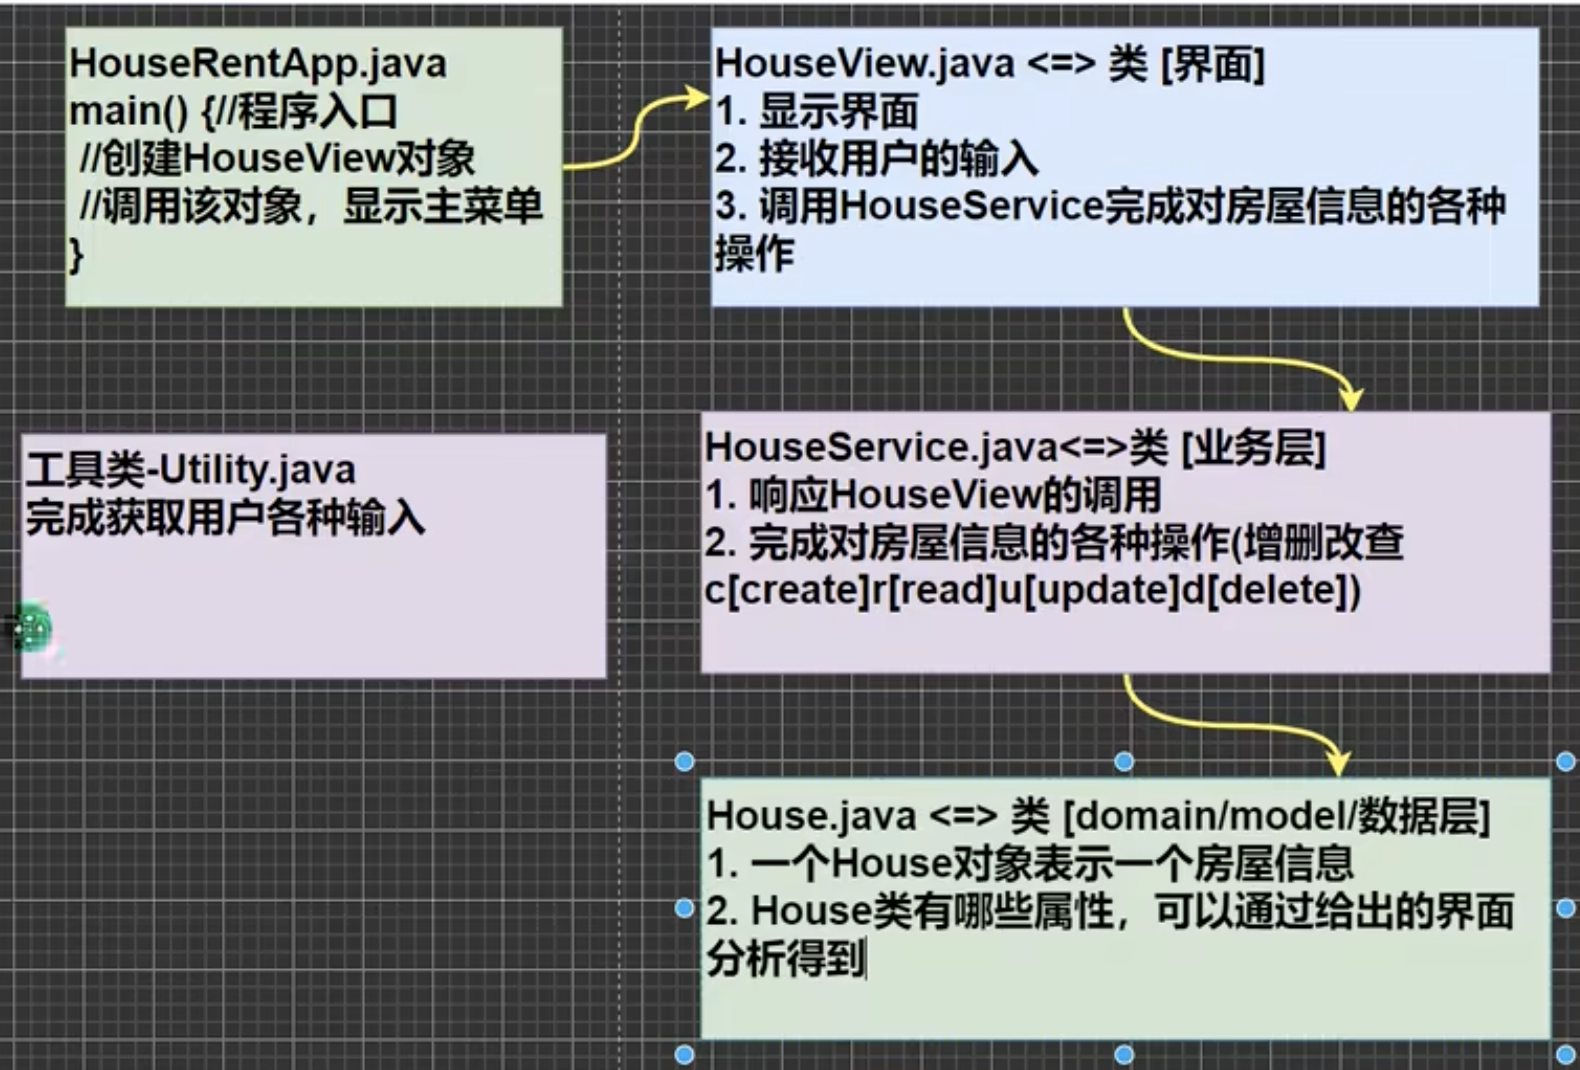 HouseRentApp.java
main() {//程序入口
//创建HouseView对象
//调用该对象，显示主菜单
}
HouseView.java <=> 类 [界面]
1. 显示界面
2. 接收用户的输入
3. 调用HouseService完成对房屋信息的各种
操作
工具类-Utility.java
完成获取用户各种输入
HouseService.java<=>类 [业务层]
1. 响应HouseView的调用
2. 完成对房屋信息的各种操作(增删改查
c[create]r[read]u[update]d[delete])
House.java <=> 类 [domain/model/数据层]
1. 一个House对象表示一个房屋信息
2. House类有哪些属性，可以通过给出的界面
分析得到